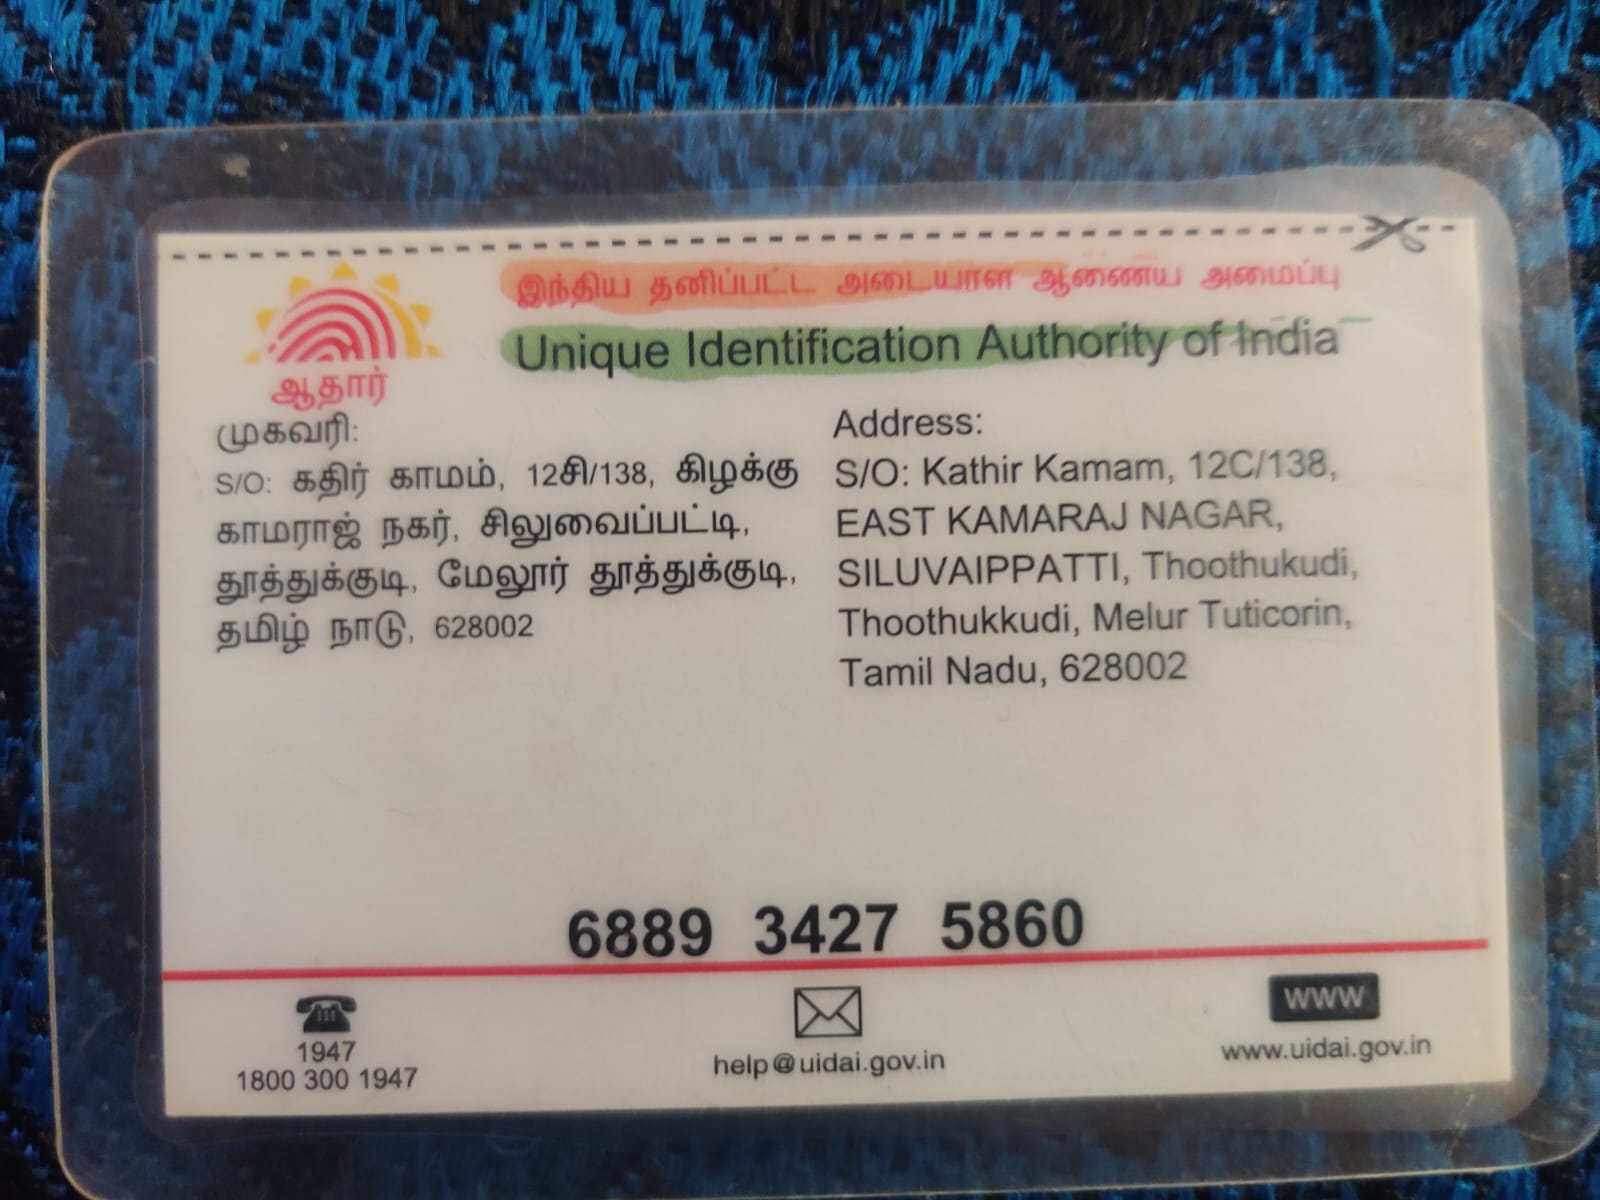 இந்திய தனிப்பட்ட அடையாள ஆணைய அமைப்பு
Unique Identification Authority of India
ஆதார்
முகவரி:
S/O: கதிர் காமம், 12சி/138, கிழக்கு
காமராஜ் நகர், சிலுவைப்பட்டி,
தூத்துக்குடி, மேலூர் தூத்துக்குடி,
தமிழ் நாடு, 628002
Address:
S/O: Kathir Kamam, 12C/138,
EAST KAMARAJ NAGAR,
SILUVAIPPATTI, Thoothukudi,
Thoothukkudi, Melur Tuticorin,
Tamil Nadu, 628002
6889 3427 5860
1947
1800 300 1947
help@uidai.gov.in
WWW
www.uidai.gov.in